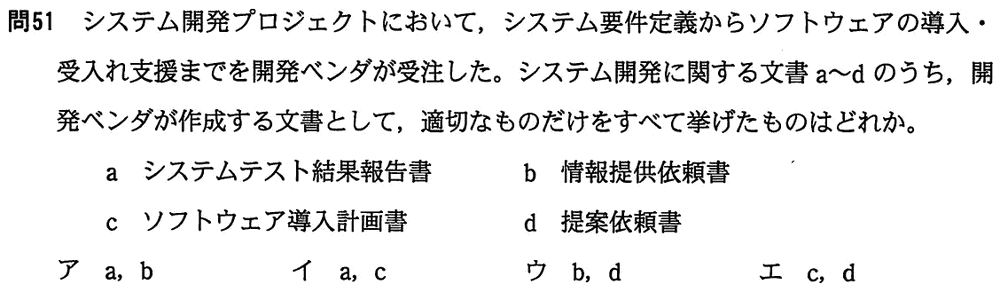 問51 システム開発プロジェクトにおいて，システム要件定義からソフトウェアの導入・
受入れ支援までを開発ベンダが受注した。システム開発に関する文書 a～d のうち，開
発ベンダが作成する文書として，適切なものだけをすべて挙げたものはどれか。
a システムテスト結果報告書 b 情報提供依頼書
c ソフトウェア導入計画書 d 提案依頼書
ア a，b イ a，c ウ b，d エ c，d